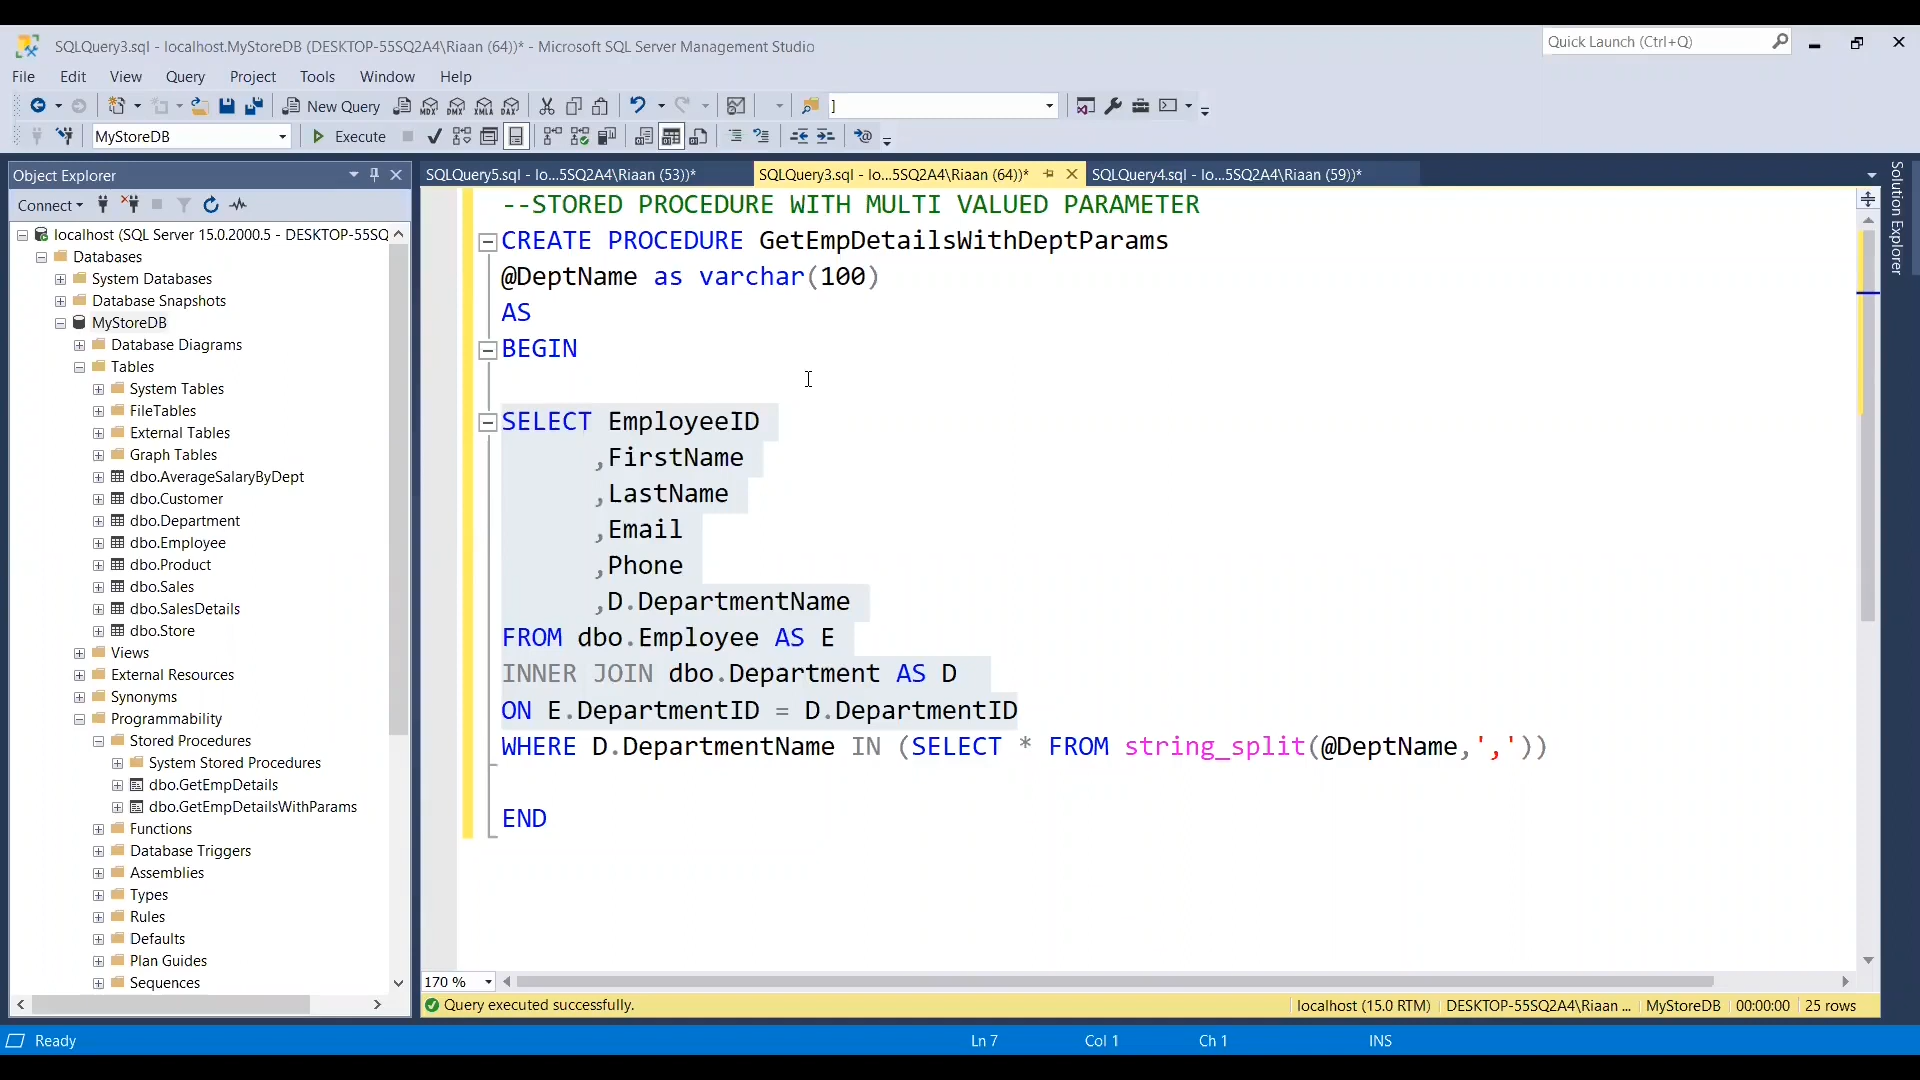 SQLQuery3.sql - localhost.MyStoreDB (DESKTOP-55SQ2A4\Riaan (64))* - Microsoft SQL Server Management Studio
Quick Launch (Ctrl+Q)
File Edit View Query Project Tools Window Help
New Query MDX DMX XMLA DAX ]
MyStoreDB Execute
Object Explorer
SQLQuery5.sql - lo...5SQ2A4\Riaan (53))*
SQLQuery3.sql - lo...5SQ2A4\Riaan (64))*
SQLQuery4.sql - lo...5SQ2A4\Riaan (59))*
Solution Explorer
Connect
localhost (SQL Server 15.0.2000.5 - DESKTOP-55SQ
Databases
System Databases
Database Snapshots
MyStoreDB
Database Diagrams
Tables
System Tables
FileTables
External Tables
Graph Tables
dbo.AverageSalaryByDept
dbo.Customer
dbo.Department
dbo.Employee
dbo.Product
dbo.Sales
dbo.SalesDetails
dbo.Store
Views
External Resources
Synonyms
Programmability
Stored Procedures
System Stored Procedures
dbo.GetEmpDetails
dbo.GetEmpDetailsWithParams
Functions
Database Triggers
Assemblies
Types
Rules
Defaults
Plan Guides
Sequences
--STORED PROCEDURE WITH MULTI VALUED PARAMETER
CREATE PROCEDURE GetEmpDetailsWithDeptParams
@DeptName as varchar(100)
AS
BEGIN
SELECT EmployeeID
,FirstName
,LastName
,Email
,Phone
,D.DepartmentName
FROM dbo.Employee AS E
INNER JOIN dbo.Department AS D
ON E.DepartmentID = D.DepartmentID
WHERE D.DepartmentName IN (SELECT * FROM string_split(@DeptName,','))
END
170 %
Query executed successfully.
localhost (15.0 RTM) DESKTOP-55SQ2A4\Riaan ... MyStoreDB 00:00:00 25 rows
Ready Ln 7 Col 1 Ch 1 INS